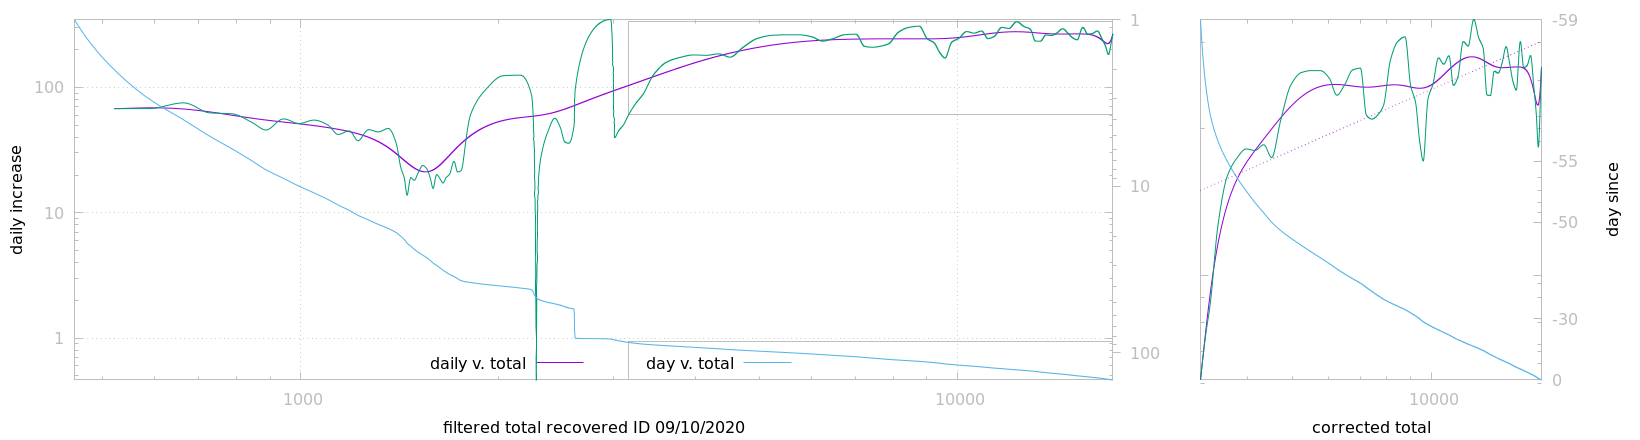 daily increase
100
10
1
1000
10000
1
10
100
daily v. total
day v. total
filtered total recovered ID 09/10/2020
10000
corrected total
-59
-55
-50
-30
0
day since